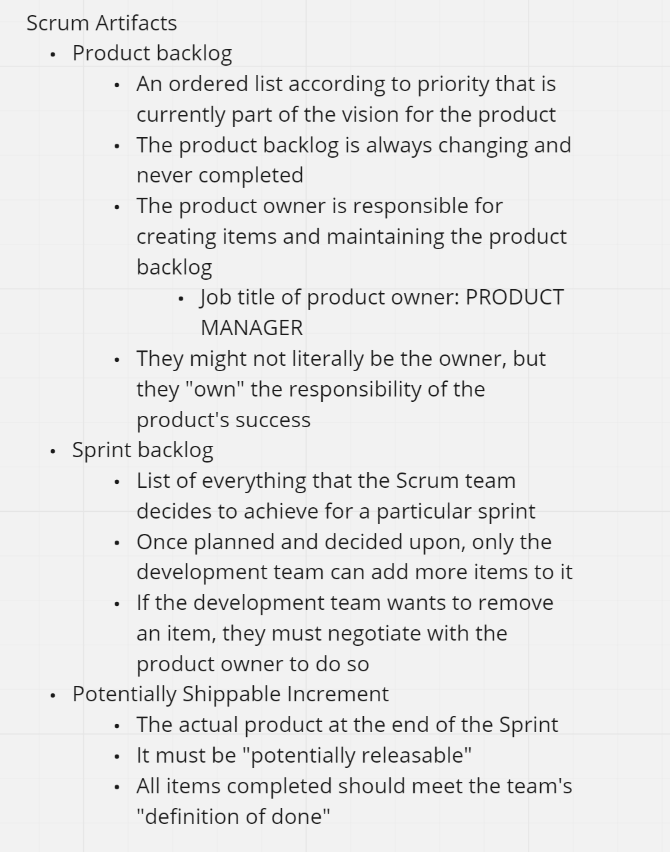 Scrum Artifacts
• Product backlog
• An ordered list according to priority that is
currently part of the vision for the product
• The product backlog is always changing and
never completed
• The product owner is responsible for
creating items and maintaining the product
backlog
• Job title of product owner: PRODUCT
MANAGER
• They might not literally be the owner, but
they "own" the responsibility of the
product's success
• Sprint backlog
• List of everything that the Scrum team
decides to achieve for a particular sprint
• Once planned and decided upon, only the
development team can add more items to it
• If the development team wants to remove
an item, they must negotiate with the
product owner to do so
• Potentially Shippable Increment
• The actual product at the end of the Sprint
• It must be "potentially releasable"
• All items completed should meet the team's
"definition of done"